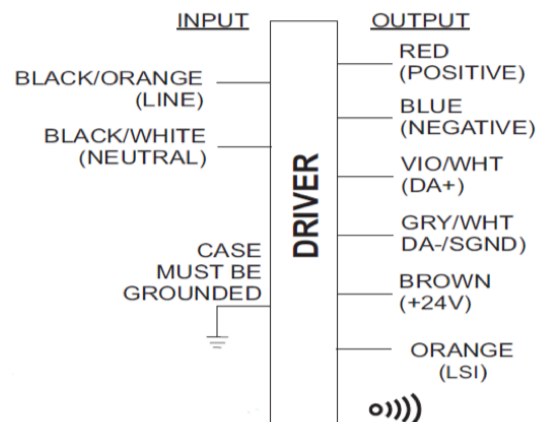 INPUT
OUTPUT
BLACK/ORANGE
(LINE)
BLACK/WHITE
(NEUTRAL)
CASE
MUST BE
GROUNDED
DRIVER
RED
(POSITIVE)
BLUE
(NEGATIVE)
VIO/WHT
(DA+)
GRY/WHT
DA-/SGND)
BROWN
(+24V)
ORANGE
(LSI)